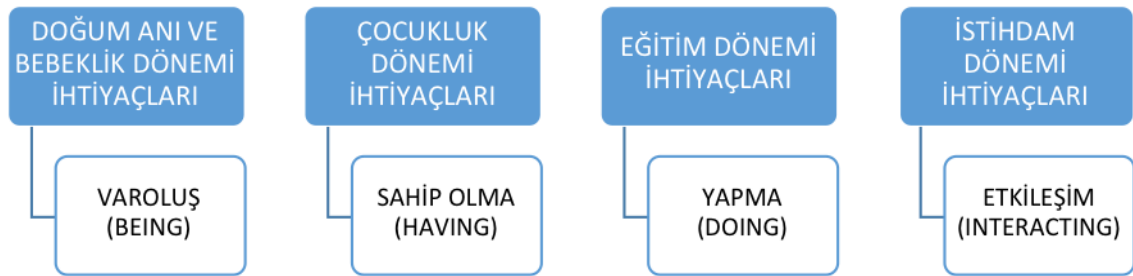 DOĞUM ANI VE
BEBEKLİK DÖNEMİ
İHTİYAÇLARI
VAROLUŞ
(BEING)
ÇOCUKLUK
DÖNEMİ
İHTİYAÇLARI
SAHİP OLMA
(HAVING)
EĞİTİM DÖNEMİ
İHTİYAÇLARI
YAPMA
(DOING)
İSTİHDAM
DÖNEMİ
İHTİYAÇLARI
ETKİLEŞİM
(INTERACTING)